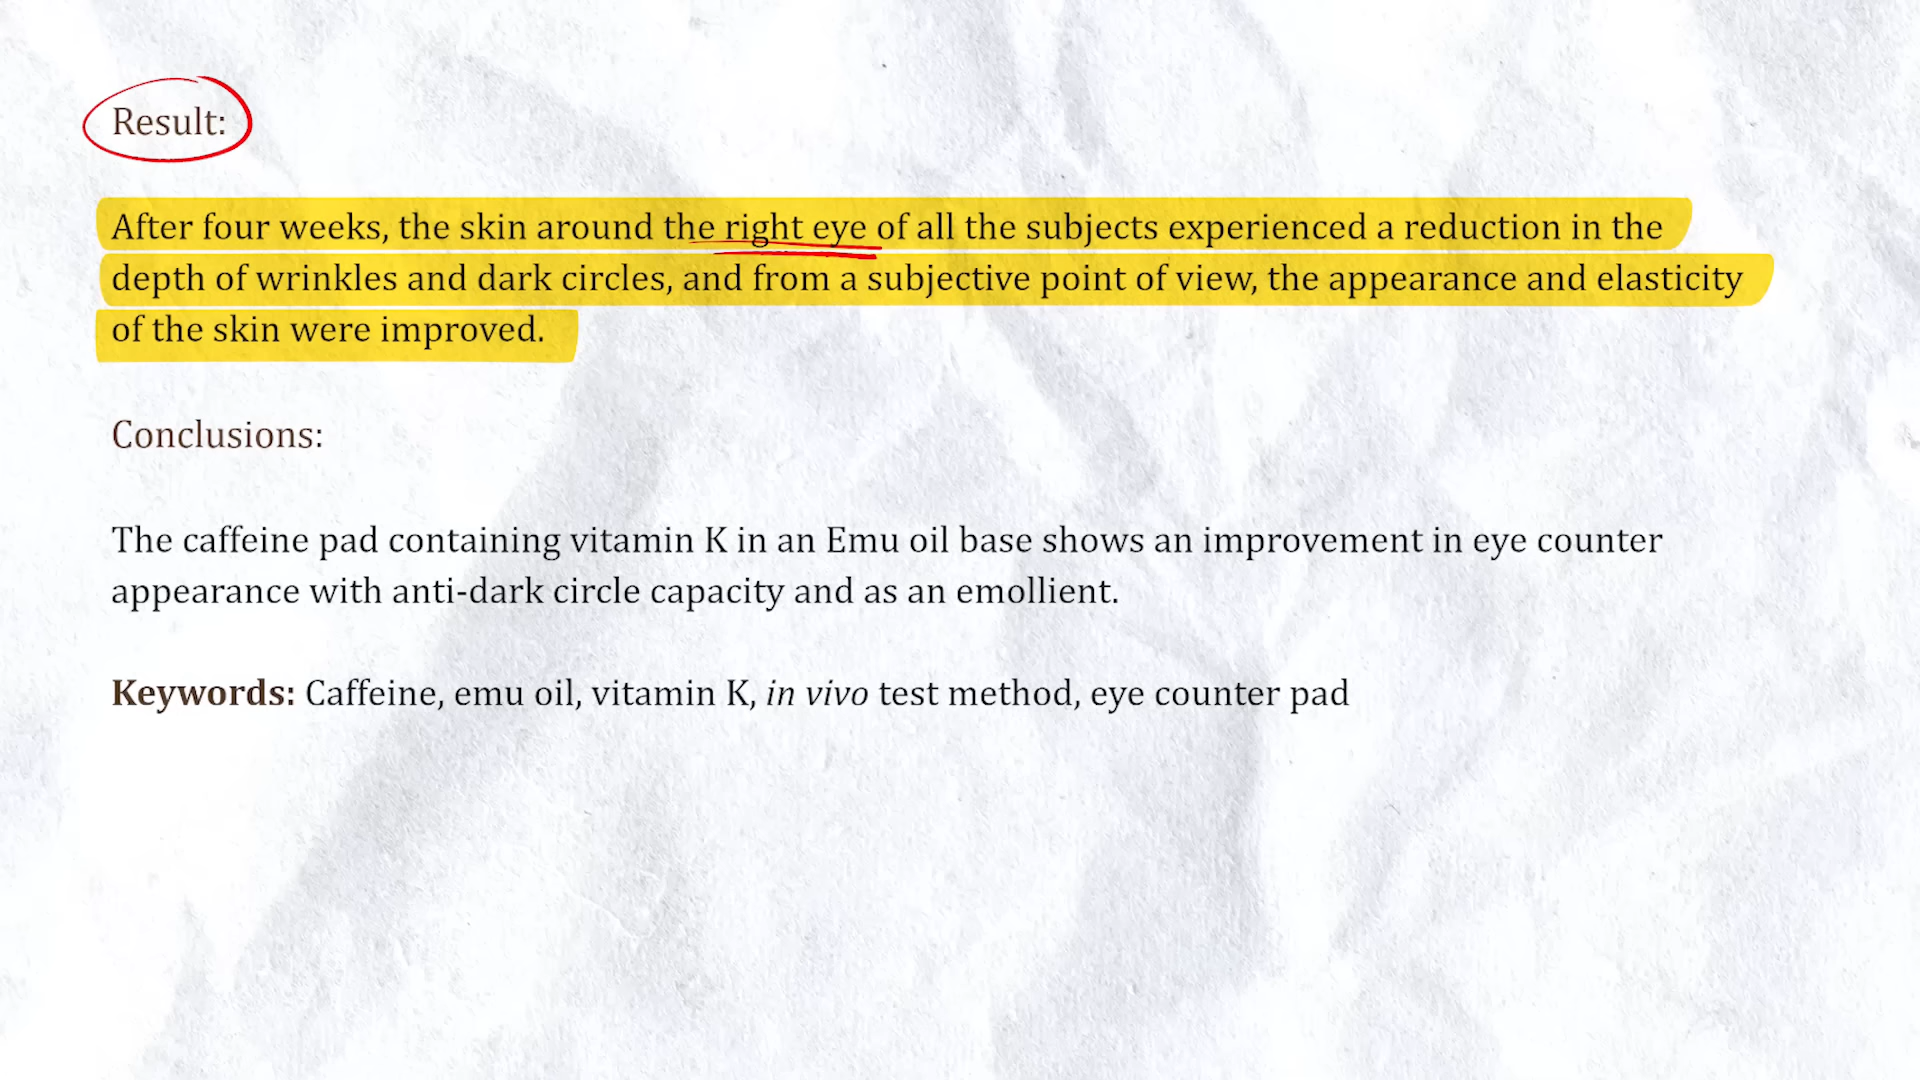 Result:
After four weeks, the skin around the right eye of all the subjects experienced a reduction in the
depth of wrinkles and dark circles, and from a subjective point of view, the appearance and elasticity
of the skin were improved.
Conclusions:
The caffeine pad containing vitamin K in an Emu oil base shows an improvement in eye counter
appearance with anti-dark circle capacity and as an emollient.
Keywords: Caffeine, emu oil, vitamin K, in vivo test method, eye counter pad